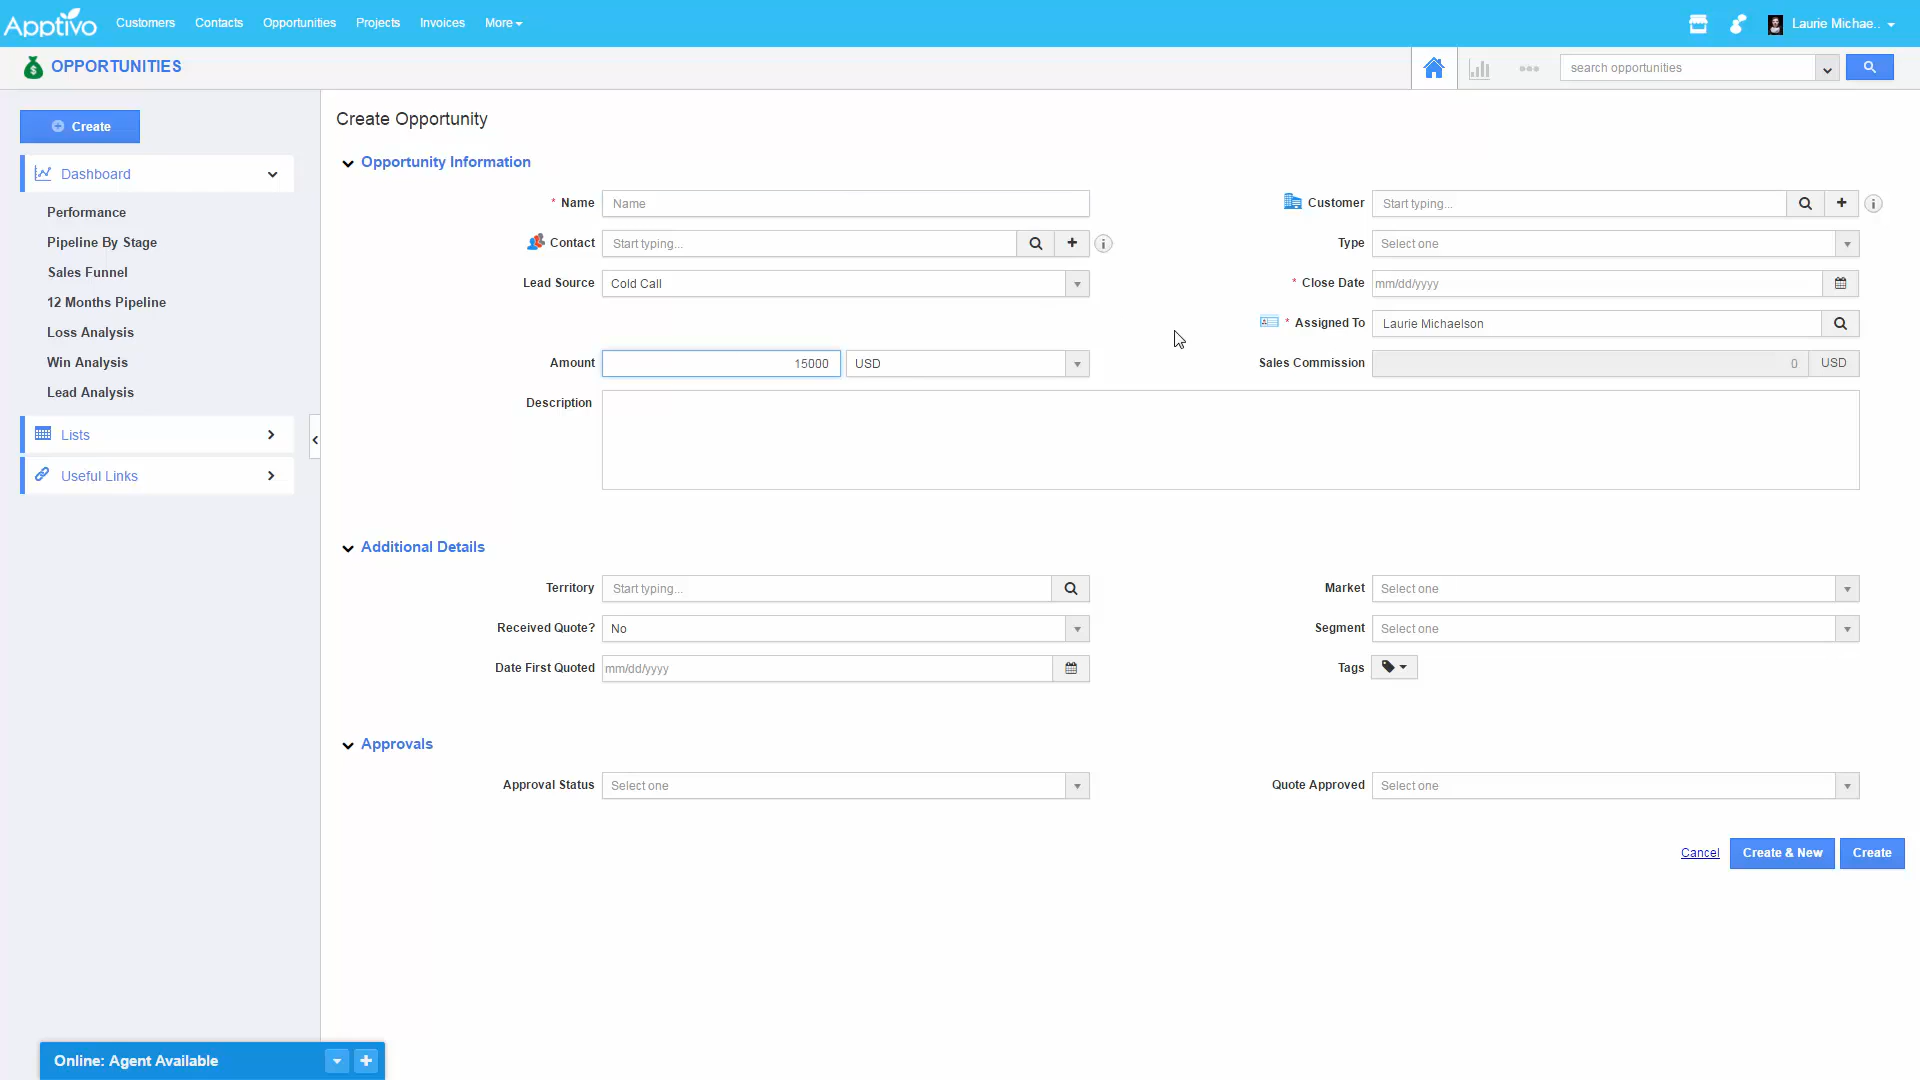 Apptivo Customers Contacts Opportunities Projects Invoices More Laurie Michae..
OPPORTUNITIES search opportunities
Create
Dashboard
Performance
Pipeline By Stage
Sales Funnel
12 Months Pipeline
Loss Analysis
Win Analysis
Lead Analysis
Lists
Useful Links
Create Opportunity
Opportunity Information
* Name Name Customer Start typing...
Contact Start typing... Type Select one
Lead Source Cold Call * Close Date mm/dd/yyyy
* Assigned To Laurie Michaelson
Amount 15000 USD Sales Commission 0 USD
Description
Additional Details
Territory Start typing... Market Select one
Received Quote? No Segment Select one
Date First Quoted mm/dd/yyyy Tags
Approvals
Approval Status Select one Quote Approved Select one
Cancel Create & New Create
Online: Agent Available